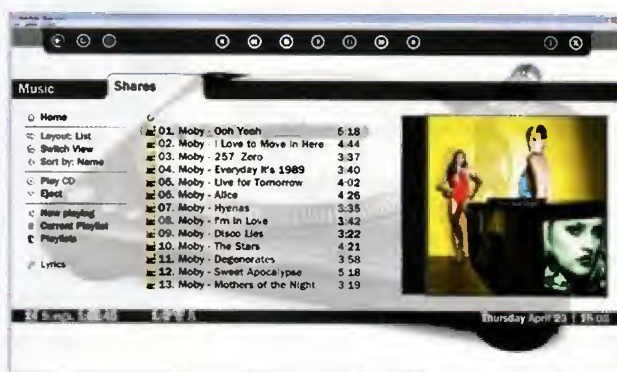 Music
Shares
Home
Layout: List
Switch View
Sort by: Name
Play CD
Eject
Now playing
Current Playlist
Playlists
Lyrics
01. Moby - Ooh Yeah 5:18
02. Moby - I Love to Move In Here 4:44
03. Moby - 257 Zero 3:37
04. Moby - Everyday It's 1989 3:40
05. Moby - Live for Tomorrow 4:02
06. Moby - Alice 4:26
07. Moby - Hyenas 3:35
08. Moby - I'm In Love 3:42
09. Moby - Disco Lies 3:22
10. Moby - The Stars 4:21
11. Moby - Degenerates 3:58
12. Moby - Sweet Apocalypse 5:18
13. Moby - Mothers of the Night 3:19
Thursday April 23